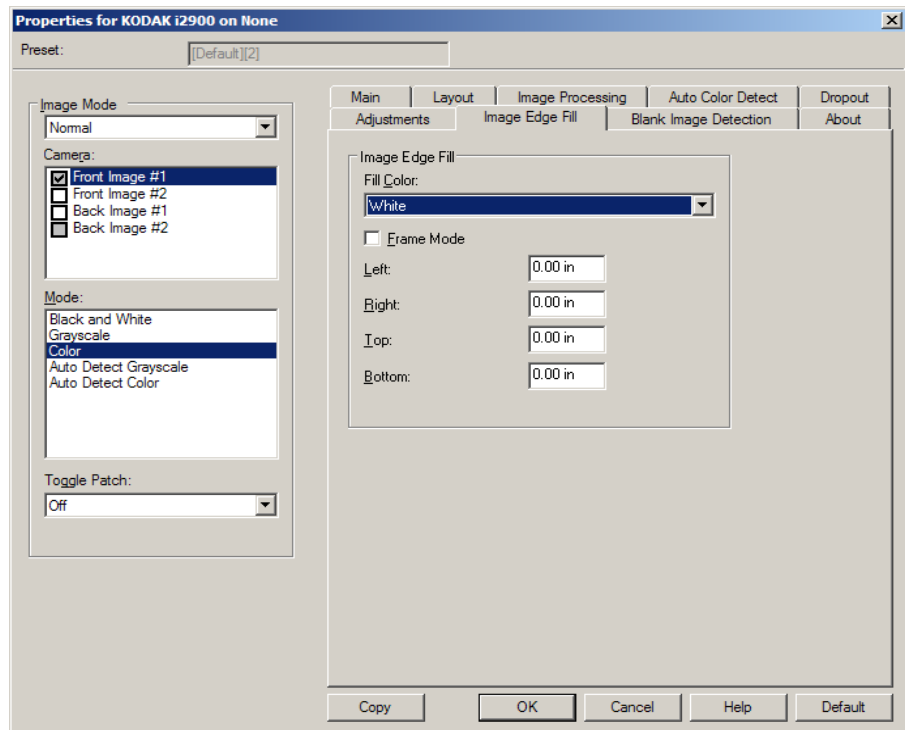 Properties for KODAK i2900 on None
Preset:
[Default][2]
Image Mode
Normal
Camera:
Front Image #1
Front Image #2
Back Image #1
Back Image #2
Mode:
Black and White
Grayscale
Color
Auto Detect Grayscale
Auto Detect Color
Toggle Patch:
Off
Main Layout Image Processing Auto Color Detect Dropout
Adjustments Image Edge Fill Blank Image Detection About
Image Edge Fill
Fill Color:
White
Frame Mode
Left: 0.00 in
Right: 0.00 in
Top: 0.00 in
Bottom: 0.00 in
Copy OK Cancel Help Default